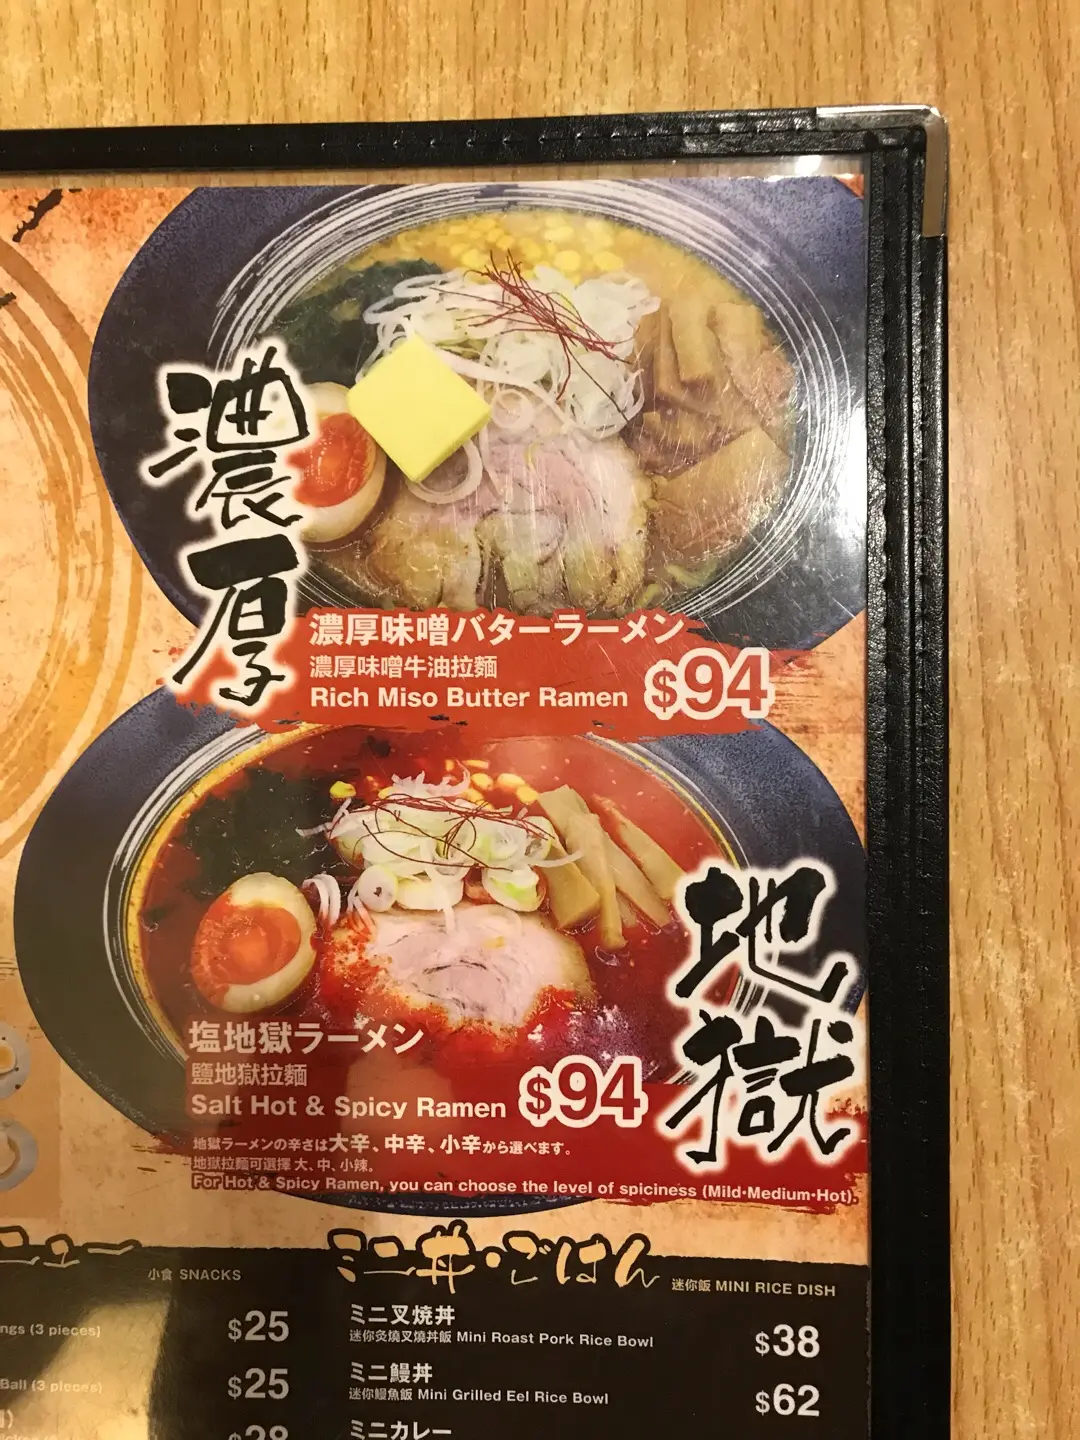 濃厚
濃厚味噌バターラーメン
濃厚味噌牛油拉麵
Rich Miso Butter Ramen $94
地獄
塩地獄ラーメン
鹽地獄拉麵
Salt Hot & Spicy Ramen $94
地獄ラーメンの辛さは大辛、中辛、小辛から選べます。
地獄拉麵可選擇 大、中、小辣。
For Hot & Spicy Ramen, you can choose the level of spiciness (Mild·Medium·Hot).
ニュー
小食 SNACKS
ngs (3 pieces) $25
Ball (3 pieces) $25
ミニ丼・ごはん
迷你飯 MINI RICE DISH
ミニ叉焼丼
迷你炙燒叉燒丼飯 Mini Roast Pork Rice Bowl $38
ミニ鰻丼
迷你鰻魚飯 Mini Grilled Eel Rice Bowl $62
ミニカレー